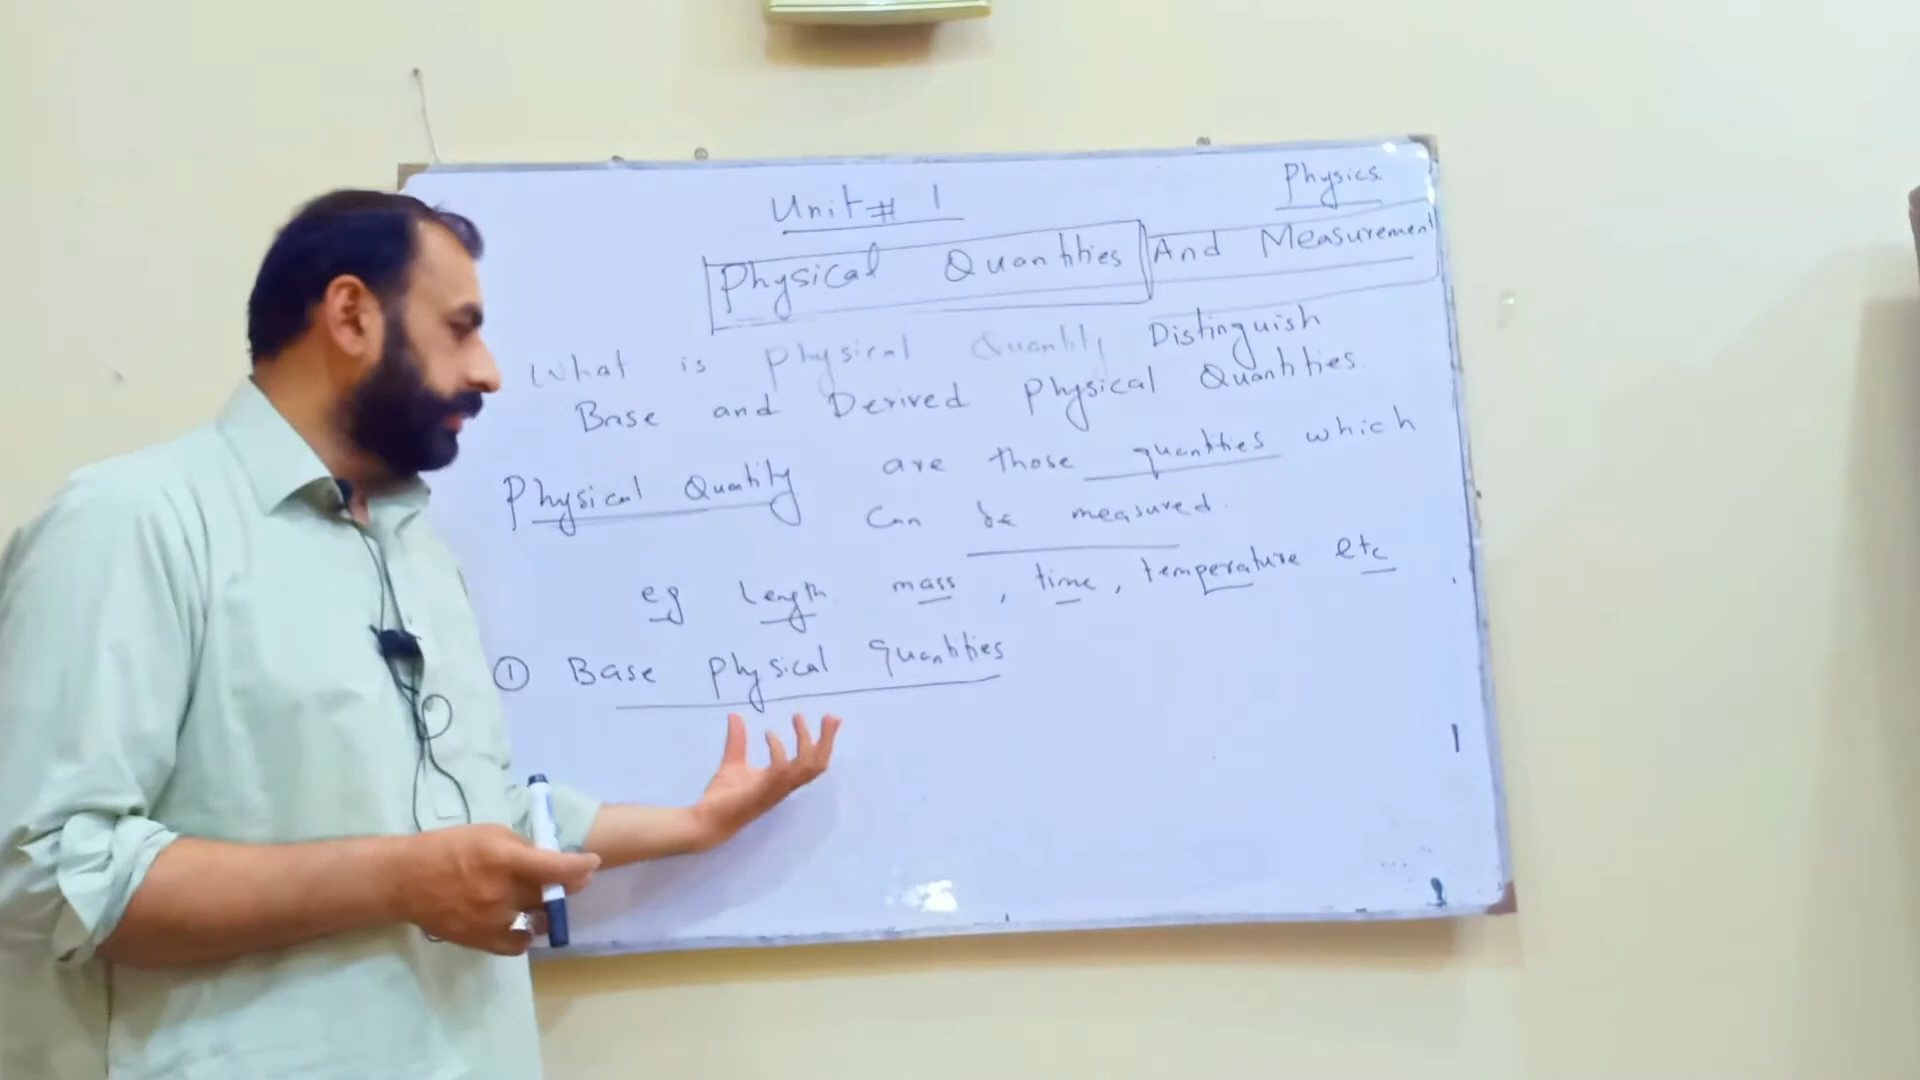 Physics
Unit # 1
Physical Quantities And Measurement
What is Physical Quantity Distinguish
Base and Derived Physical Quantities.
Physical Quantity are those quantities which
Can be measured.
eg Length mass, time, temperature etc
① Base Physical Quantities